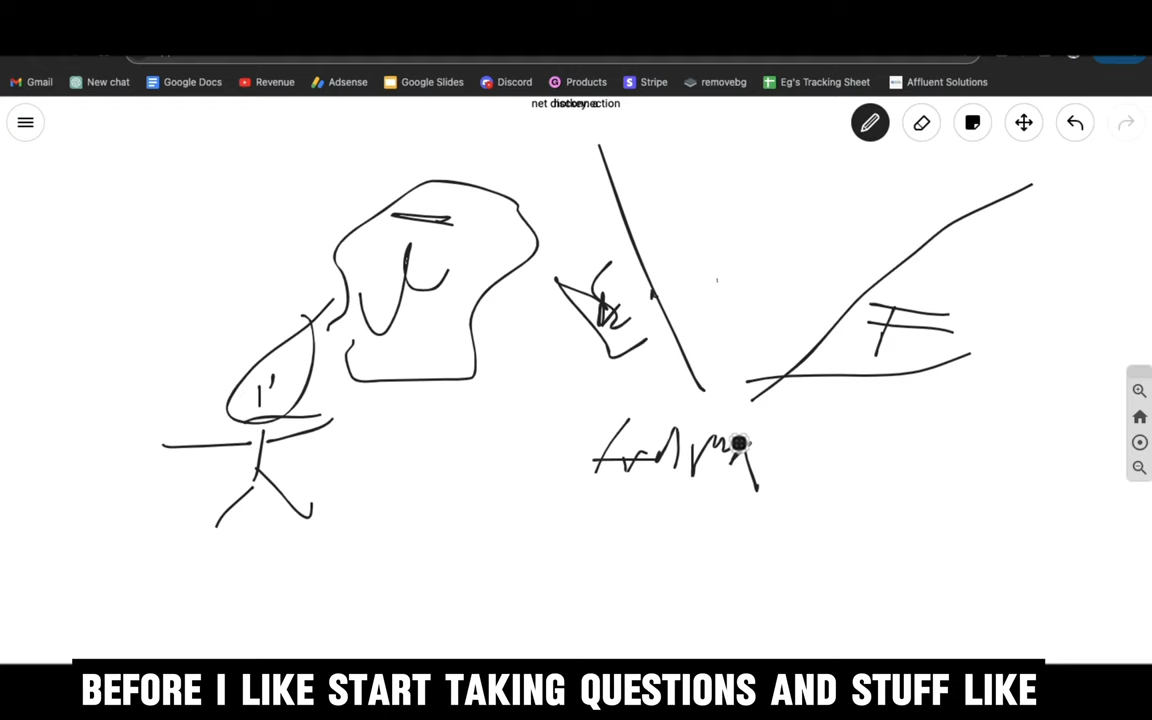 Gmail New chat Google Docs Revenue Adsense Google Slides Discord Products Stripe removebg Eg's Tracking Sheet Affluent Solutions
BEFORE I LIKE START TAKING QUESTIONS AND STUFF LIKE